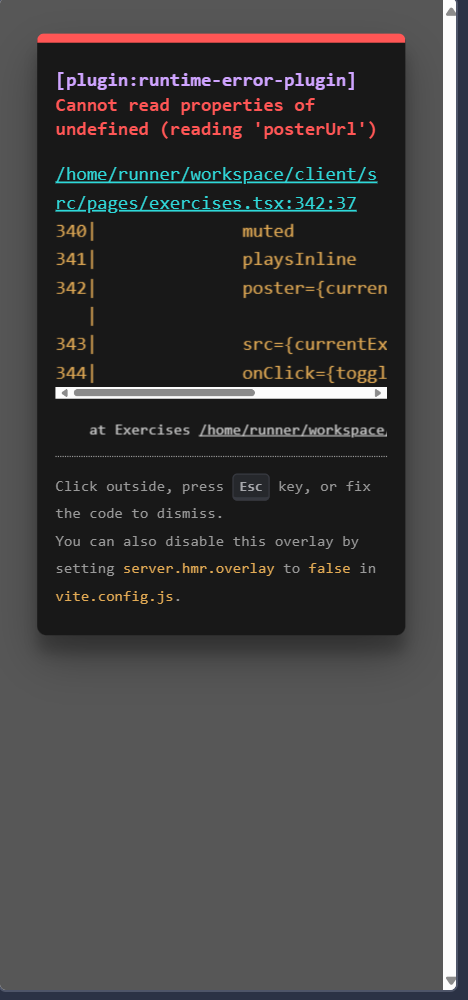 [plugin:runtime-error-plugin]
Cannot read properties of
undefined (reading 'posterUrl')
/home/runner/workspace/client/s
rc/pages/exercises.tsx:342:37
340| muted
341| playsInline
342| poster={curren
|
343| src={currentEx
344| onClick={toggl
at Exercises /home/runner/workspace/
Click outside, press Esc key, or fix
the code to dismiss.
You can also disable this overlay by
setting server.hmr.overlay to false in
vite.config.js.